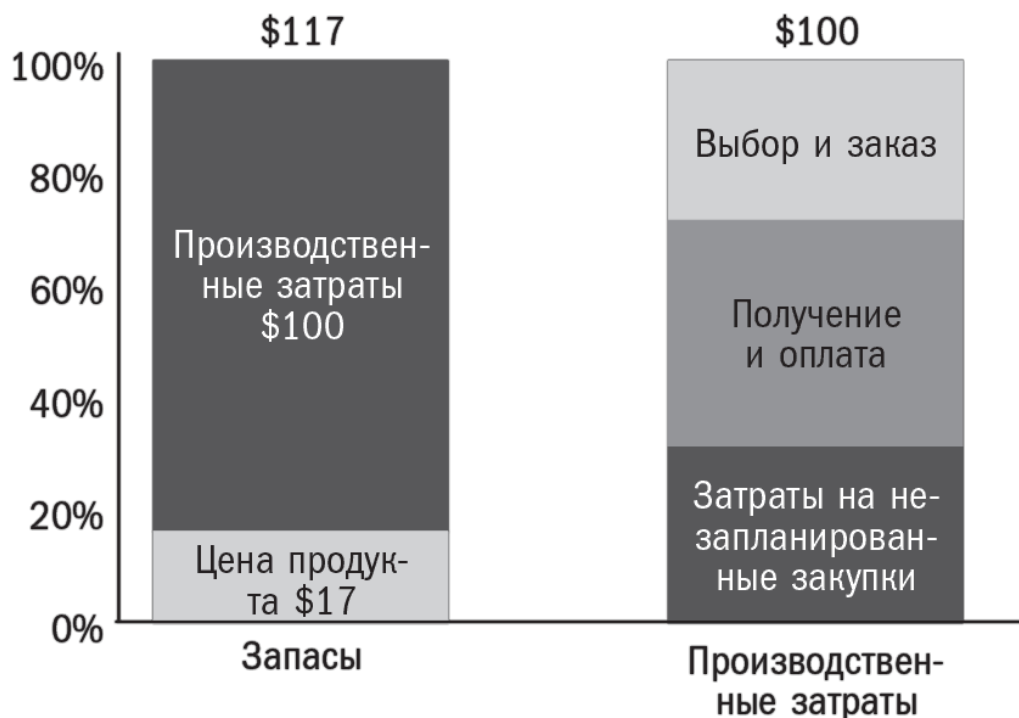 $117
$100
100%
80%
60%
40%
20%
0%
Производствен-
ные затраты
$100
Цена продук-
та $17
Выбор и заказ
Получение
и оплата
Затраты на не-
запланирован-
ные закупки
Запасы
Производствен-
ные затраты